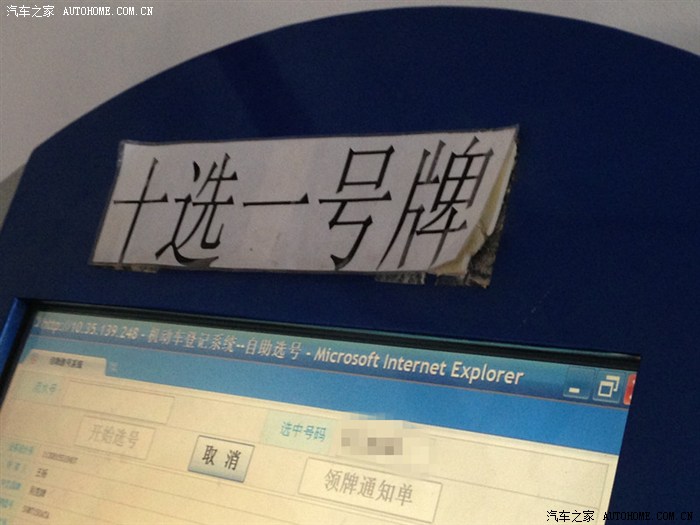 汽车之家 AUTOHOME.COM.CN
十选一号牌
http://10.35.139.248 - 机动车登记系统--自助选号 - Microsoft Internet Explorer
选中号码
开始选号
取消
领牌通知单
汽车之家 AUTOHOME.COM.CN